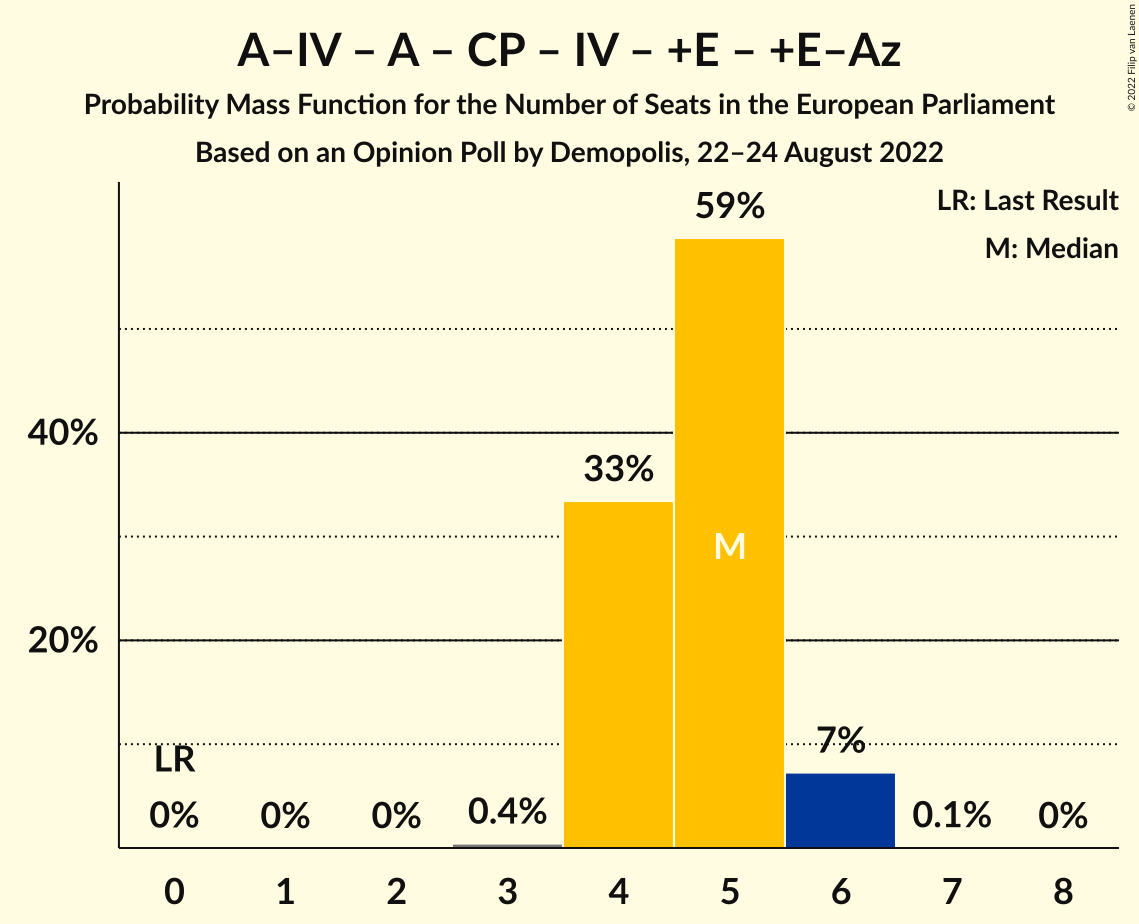 A–IV – A – CP – IV – +E – +E–Az
Probability Mass Function for the Number of Seats in the European Parliament
Based on an Opinion Poll by Demopolis, 22–24 August 2022
© 2022 Filip van Laenen
LR: Last Result
M: Median
59%
40%
33%
M
20%
LR
7%
0%
0%
0%
0.4%
0.1%
0%
0
1
2
3
4
5
6
7
8